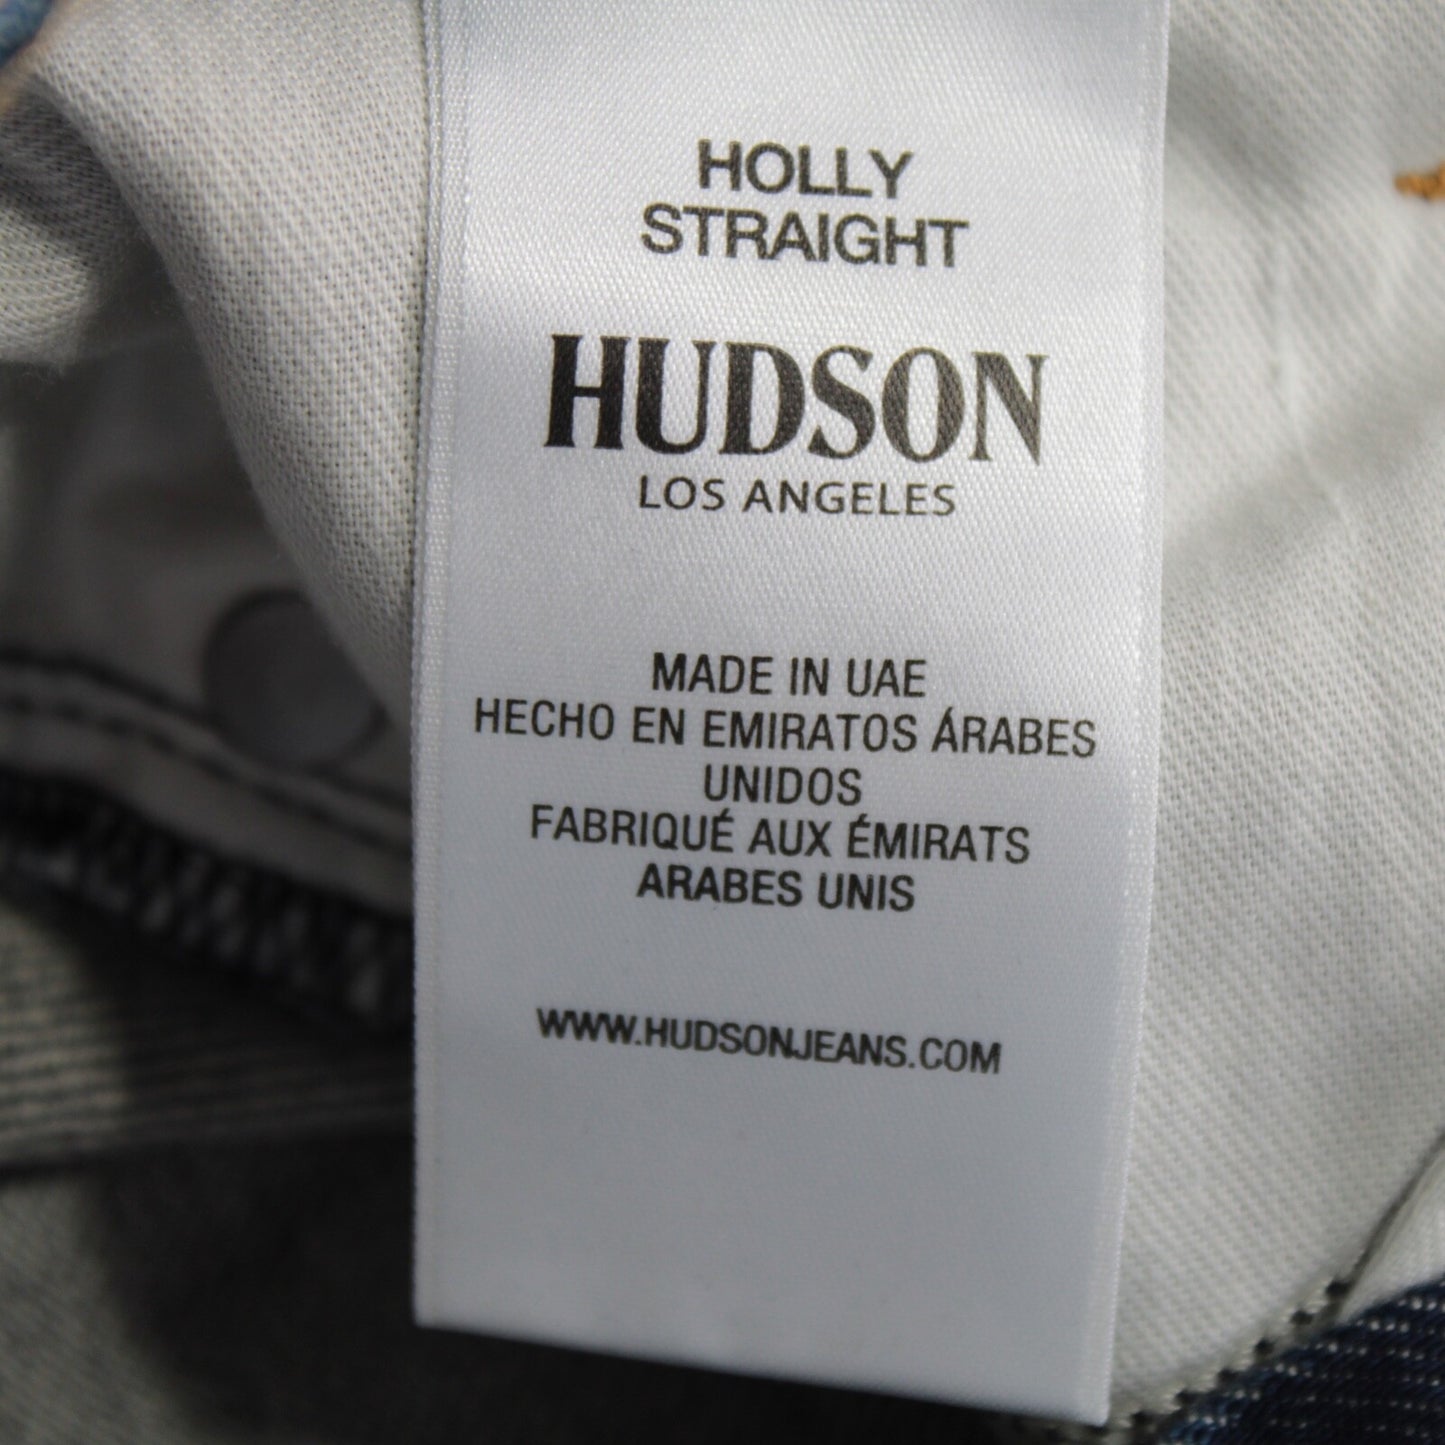 HOLLY
STRAIGHT
HUDSON
LOS ANGELES
MADE IN UAE
HECHO EN EMIRATOS ÁRABES
UNIDOS
FABRIQUÉ AUX ÉMIRATS
ARABES UNIS
WWW.HUDSONJEANS.COM